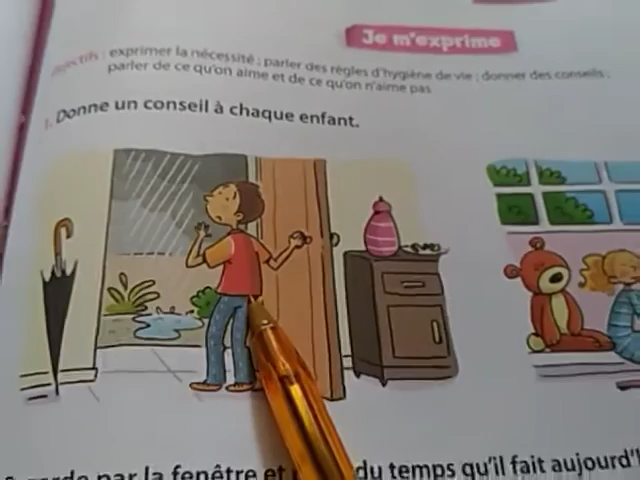 Je m'exprime
Objectifs : exprimer la nécessité ; parler des règles d'hygiène de vie ; donner des conseils ;
parler de ce qu'on aime et de ce qu'on n'aime pas
1. Donne un conseil à chaque enfant.
par la fenêtre et du temps qu'il fait aujourd'